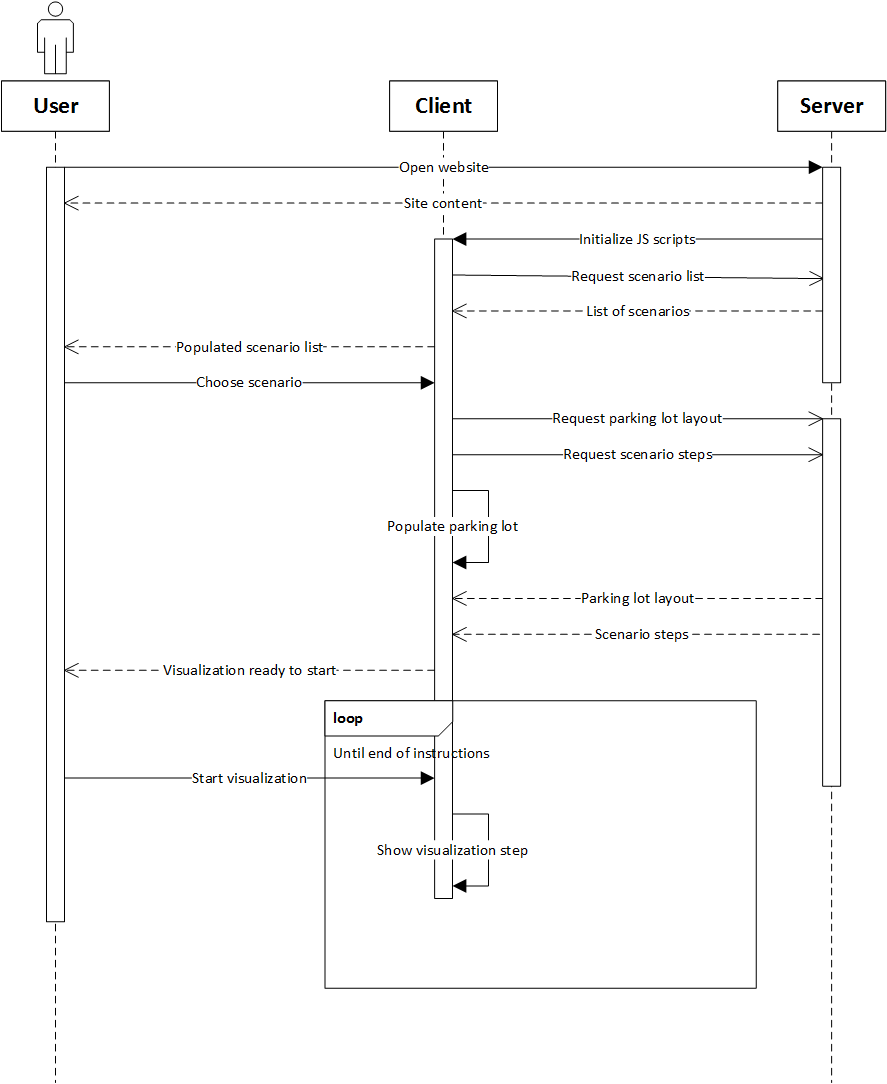 User
Client
Server
Open website
Site content
Initialize JS scripts
Request scenario list
List of scenarios
Populated scenario list
Choose scenario
Request parking lot layout
Request scenario steps
Populate parking lot
Parking lot layout
Scenario steps
Visualization ready to start
loop
Until end of instructions
Start visualization
Show visualization step